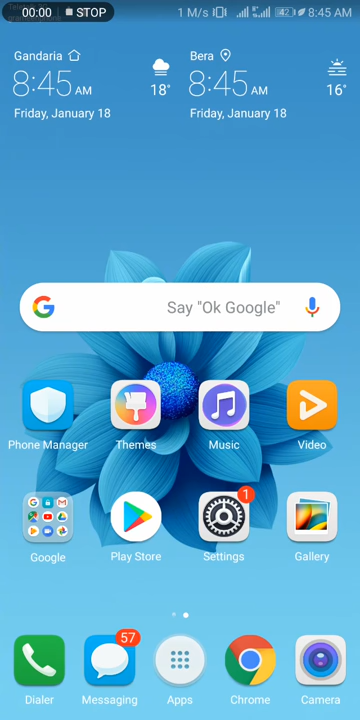 00:00 STOP 1 M/s 42 8:45 AM
Gandaria
8:45 AM
18°
Friday, January 18
Bera
8:45 AM
16°
Friday, January 18
G Say "Ok Google"
Phone Manager Themes Music Video
1
Google Play Store Settings Gallery
57
Dialer Messaging Apps Chrome Camera